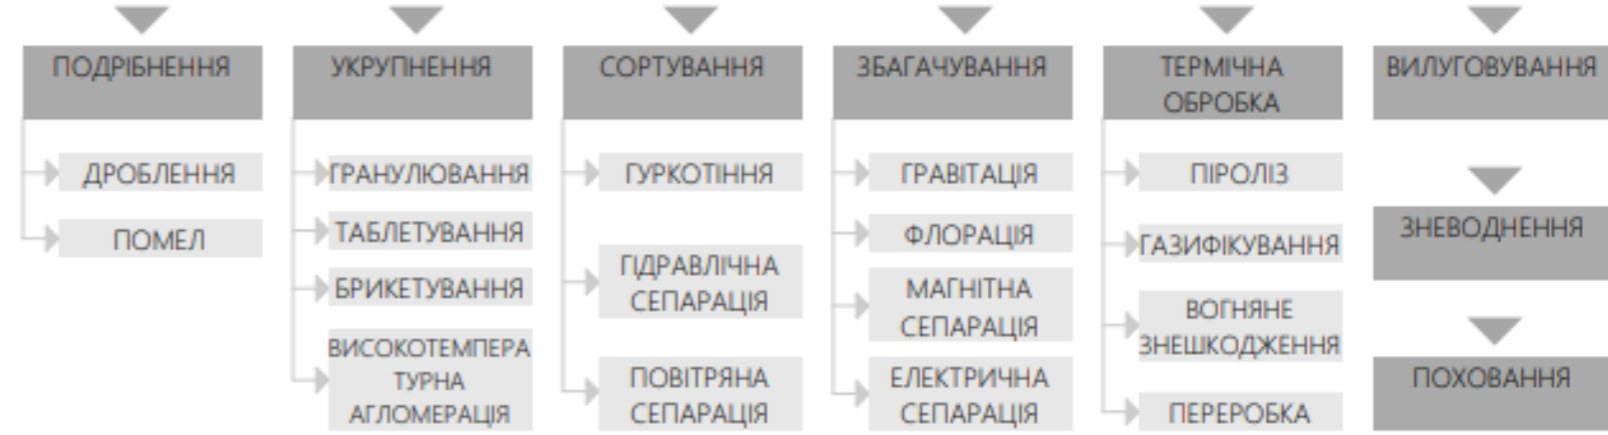 ПОДРІБНЕННЯ
ДРОБЛЕННЯ
ПОМЕЛ
УКРУПНЕННЯ
ГРАНУЛЮВАННЯ
ТАБЛЕТУВАННЯ
БРИКЕТУВАННЯ
ВИСОКОТЕМПЕРА
ТУРНА
АГЛОМЕРАЦІЯ
СОРТУВАННЯ
ГУРКОТІННЯ
ГІДРАВЛІЧНА
СЕПАРАЦІЯ
ПОВІТРЯНА
СЕПАРАЦІЯ
ЗБАГАЧУВАННЯ
ГРАВІТАЦІЯ
ФЛОРАЦІЯ
МАГНІТНА
СЕПАРАЦІЯ
ЕЛЕКТРИЧНА
СЕПАРАЦІЯ
ТЕРМІЧНА
ОБРОБКА
ПІРОЛІЗ
ГАЗИФІКУВАННЯ
ВОГНЯНЕ
ЗНЕШКОДЖЕННЯ
ПЕРЕРОБКА
ВИЛУГОВУВАННЯ
ЗНЕВОДНЕННЯ
ПОХОВАННЯ